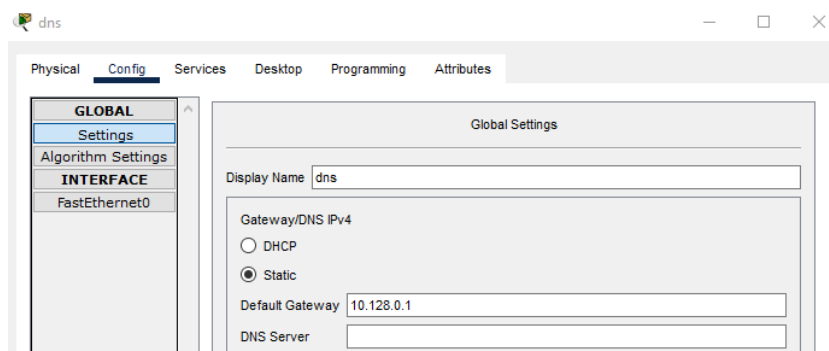 dns
Physical Config Services Desktop Programming Attributes
GLOBAL
Settings
Algorithm Settings
INTERFACE
FastEthernet0
Global Settings
Display Name dns
Gateway/DNS IPv4
DHCP
Static
Default Gateway 10.128.0.1
DNS Server